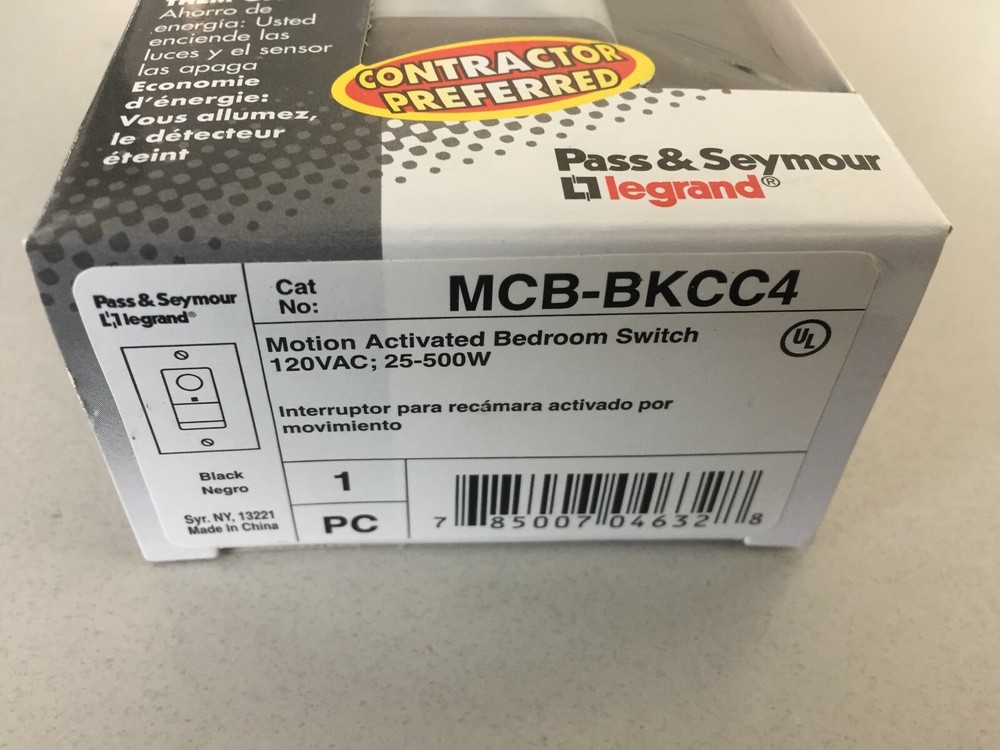 Ahorro de
energía: Usted
enciende las
luces y el sensor
las apaga
Economie
d'énergie:
Vous allumez,
le détecteur
éteint
CONTRACTOR
PREFERRED
Pass & Seymour
legrand®
Pass & Seymour
legrand®
Cat
No:
MCB-BKCC4
Motion Activated Bedroom Switch
120VAC; 25-500W
UL
Interruptor para recámara activado por
movimiento
Black
Negro
Syr. NY, 13221
Made in China
1
PC
7 85007 04632 8